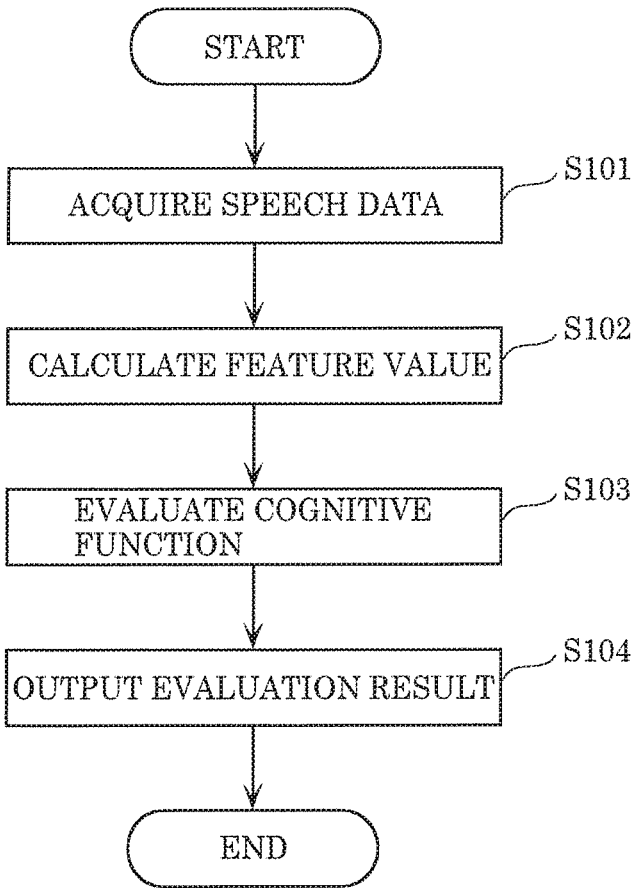 START
S101
ACQUIRE SPEECH DATA
S102
CALCULATE FEATURE VALUE
S103
EVALUATE COGNITIVE
FUNCTION
S104
OUTPUT EVALUATION RESULT
END